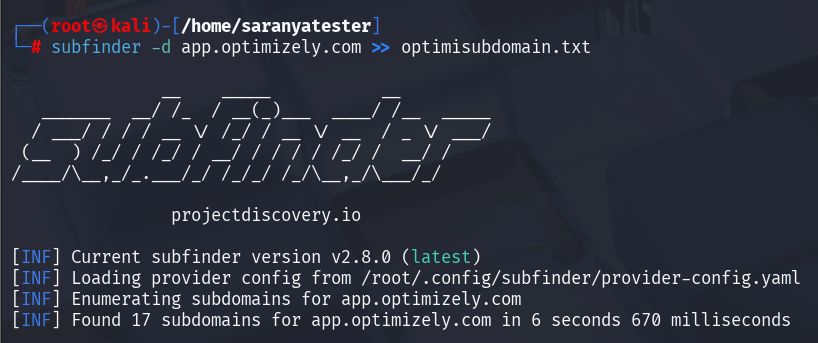 ┌──(root㉿kali)-[/home/saranyatester]
└─# subfinder -d app.optimizely.com >> optimisubdomain.txt
subfinder
projectdiscovery.io
[INF] Current subfinder version v2.8.0 (latest)
[INF] Loading provider config from /root/.config/subfinder/provider-config.yaml
[INF] Enumerating subdomains for app.optimizely.com
[INF] Found 17 subdomains for app.optimizely.com in 6 seconds 670 milliseconds